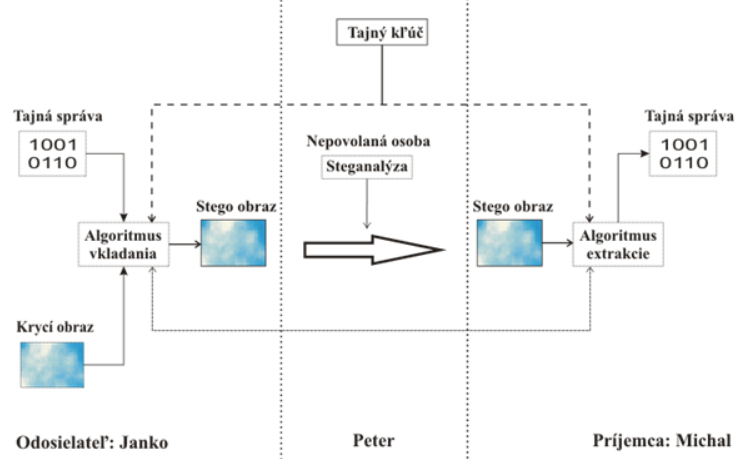 Tajný kľúč
Tajná správa
1001
0110
Nepovolaná osoba
Steganalýza
Tajná správa
1001
0110
Stego obraz
Algoritmus
vkladania
Stego obraz
Algoritmus
extrakcie
Krycí obraz
Odosielateľ: Janko
Peter
Príjemca: Michal